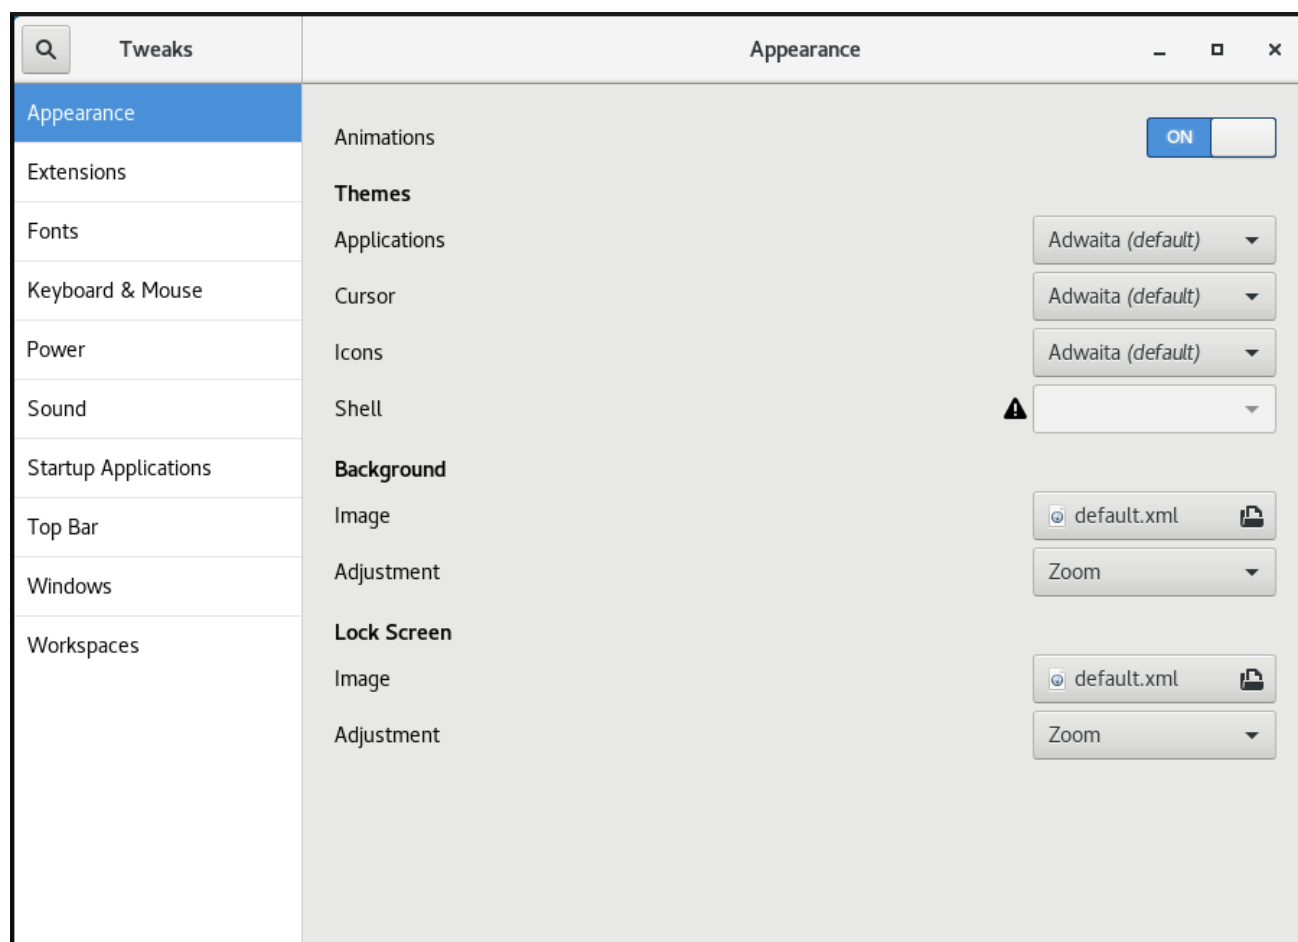 Tweaks
Appearance
Appearance
Extensions
Fonts
Keyboard & Mouse
Power
Sound
Startup Applications
Top Bar
Windows
Workspaces
Animations ON
Themes
Applications Adwaita (default)
Cursor Adwaita (default)
Icons Adwaita (default)
Shell
Background
Image default.xml
Adjustment Zoom
Lock Screen
Image default.xml
Adjustment Zoom